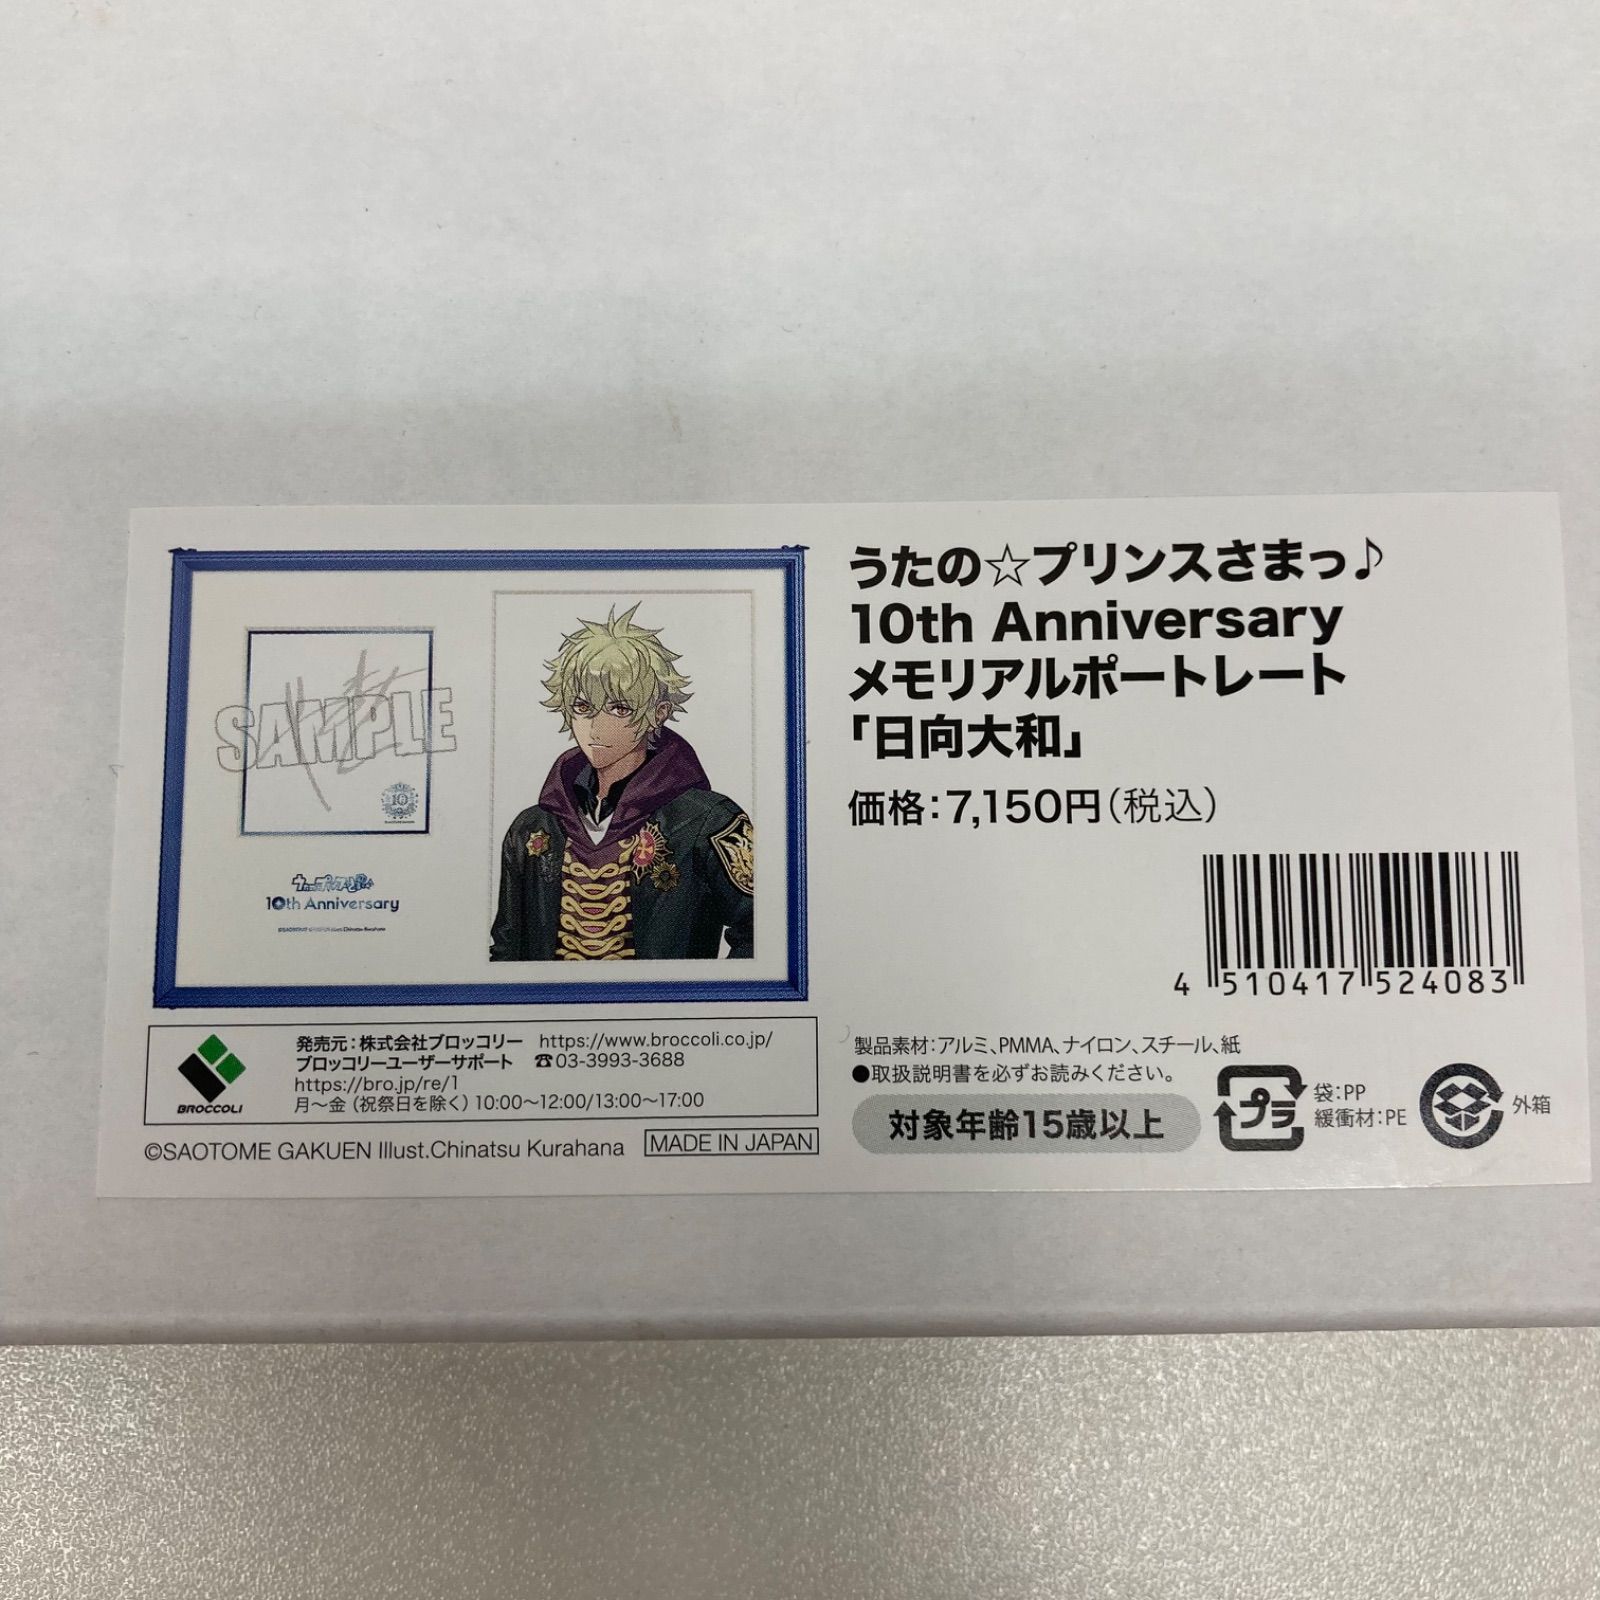 うたの☆プリンスさまっ♪
10th Anniversary
メモリアルポートレート
「日向大和」
価格：7,150円（税込）
4 510417 524083
SAMPLE
10
10th Anniversary
BROCCOLI
発売元：株式会社ブロッコリー https://www.broccoli.co.jp/
ブロッコリーユーザーサポート ☎03-3993-3688
https://bro.jp/re/1
月～金（祝祭日を除く）10:00～12:00/13:00～17:00
©SAOTOME GAKUEN Illust.Chinatsu Kurahana
MADE IN JAPAN
製品素材：アルミ、PMMA、ナイロン、スチール、紙
●取扱説明書を必ずお読みください。
対象年齢15歳以上
プラ
袋：PP
緩衝材：PE
外箱